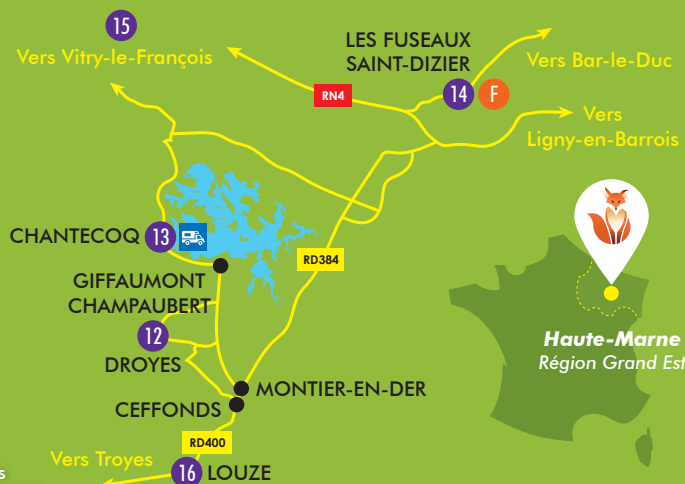 15
Vers Vitry-le-François
LES FUSEAUX
SAINT-DIZIER
Vers Bar-le-Duc
RN4
14
F
Vers
Ligny-en-Barrois
CHANTECOQ
13
RD384
GIFFAUMONT
CHAMPAUBERT
12
DROYES
Haute-Marne
Région Grand Est
MONTIER-EN-DER
CEFFONDS
RD400
Vers Troyes
16
LOUZE
s